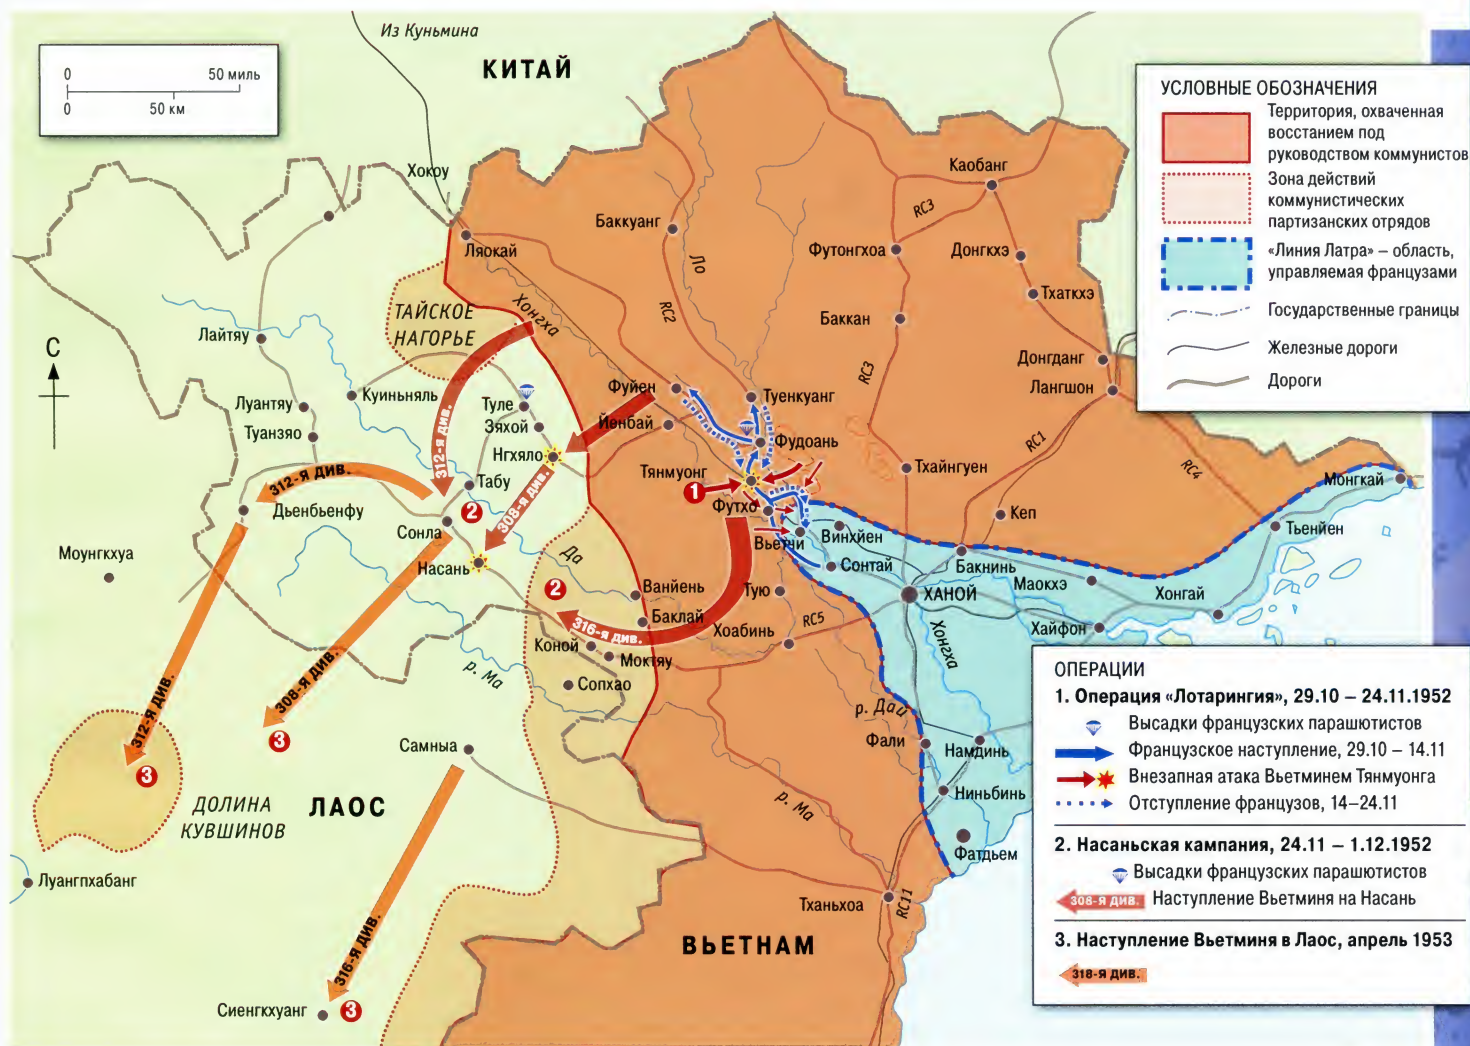 Из Куньмина
КИТАЙ
0 50 миль
0 50 км
С
УСЛОВНЫЕ ОБОЗНАЧЕНИЯ
Территория, охваченная
восстанием под
руководством коммунистов
Зона действий
коммунистических
партизанских отрядов
«Линия Латра» – область,
управляемая французами
Государственные границы
Железные дороги
Дороги
Хокоу
Каобанг
RC3
Баккуанг
Ляокай
Ло
Футонгхоа
Донгкхэ
Тхаткхэ
ТАЙСКОЕ
НАГОРЬЕ
Хонгха
RC2
Баккан
Лайтяу
Донгданг
RC3
Лангшон
Куиньняль
Фуйен
Туенкуанг
Луантяу
Туле
Зяхой
Йенбай
Туанзяо
312-я див.
Фудоань
RC1
Нгхяло
Тянмуонг
Тхайнгуен
RC4
312-я див.
Табу
1
Монгкай
Дьенбьенфу
2
308-я див.
Футхо
Кеп
Сонла
Вьетчи
Винхйен
Тьенйен
Моунгкхуа
Насань
Да
Сонтай
Бакнинь
Маокхэ
2
Ванйень
Тую
ХАНОЙ
Хонгай
Баклай
316-я див.
Хоабинь
RC5
Хонгха
Хайфон
Коной
Моктяу
308-я див.
р. Ма
Сопхао
312-я див.
р. Дай
3
Фали
Намдинь
Самныа
3
Ниньбинь
ДОЛИНА
КУВШИНОВ
ЛАОС
р. Ма
Фатдьем
Луангпхабанг
Тханьхоа
RC11
316-я див.
ВЬЕТНАМ
Сиенгкхуанг
3
ОПЕРАЦИИ
1. Операция «Лотарингия», 29.10 – 24.11.1952
Высадки французских парашютистов
Французское наступление, 29.10 – 14.11
Внезапная атака Вьетминем Тянмуонга
Отступление французов, 14–24.11
2. Насаньская кампания, 24.11 – 1.12.1952
Высадки французских парашютистов
308-я див. Наступление Вьетминя на Насань
3. Наступление Вьетминя в Лаос, апрель 1953
318-я див.